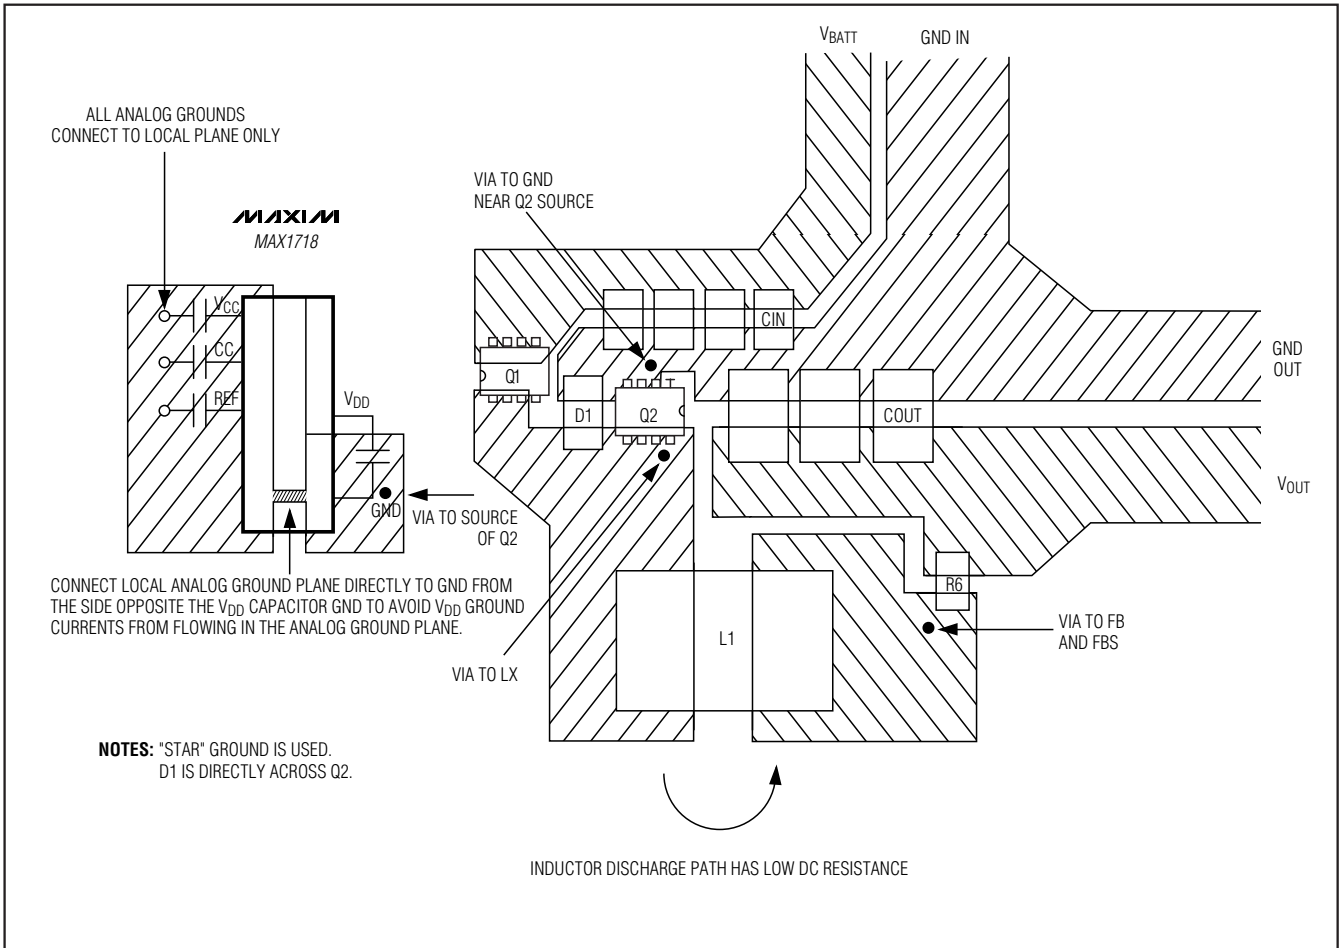 VBATT
GND IN
ALL ANALOG GROUNDS
CONNECT TO LOCAL PLANE ONLY
VIA TO GND
NEAR Q2 SOURCE
MAXIM
MAX1718
VCC
CC
REF
VDD
GND
CIN
Q1
D1
Q2
COUT
GND
OUT
VOUT
VIA TO SOURCE
OF Q2
CONNECT LOCAL ANALOG GROUND PLANE DIRECTLY TO GND FROM
THE SIDE OPPOSITE THE VDD CAPACITOR GND TO AVOID VDD GROUND
CURRENTS FROM FLOWING IN THE ANALOG GROUND PLANE.
R6
L1
VIA TO FB
AND FBS
VIA TO LX
NOTES: "STAR" GROUND IS USED.
D1 IS DIRECTLY ACROSS Q2.
INDUCTOR DISCHARGE PATH HAS LOW DC RESISTANCE